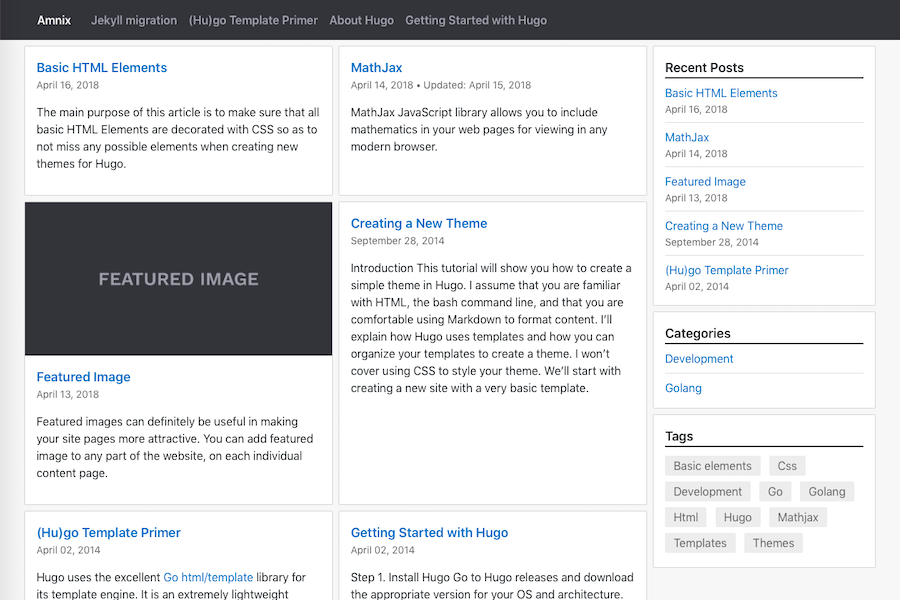 Amnix Jekyll migration (Hu)go Template Primer About Hugo Getting Started with Hugo
Basic HTML Elements
April 16, 2018
The main purpose of this article is to make sure that all
basic HTML Elements are decorated with CSS so as to
not miss any possible elements when creating new
themes for Hugo.
MathJax
April 14, 2018 • Updated: April 15, 2018
MathJax JavaScript library allows you to include
mathematics in your web pages for viewing in any
modern browser.
FEATURED IMAGE
Featured Image
April 13, 2018
Featured images can definitely be useful in making
your site pages more attractive. You can add featured
image to any part of the website, on each individual
content page.
Creating a New Theme
September 28, 2014
Introduction This tutorial will show you how to create a
simple theme in Hugo. I assume that you are familiar
with HTML, the bash command line, and that you are
comfortable using Markdown to format content. I’ll
explain how Hugo uses templates and how you can
organize your templates to create a theme. I won’t
cover using CSS to style your theme. We’ll start with
creating a new site with a very basic template.
(Hu)go Template Primer
April 02, 2014
Hugo uses the excellent Go html/template library for
its template engine. It is an extremely lightweight
Getting Started with Hugo
April 02, 2014
Step 1. Install Hugo Go to Hugo releases and download
the appropriate version for your OS and architecture.
Recent Posts
Basic HTML Elements
April 16, 2018
MathJax
April 14, 2018
Featured Image
April 13, 2018
Creating a New Theme
September 28, 2014
(Hu)go Template Primer
April 02, 2014
Categories
Development
Golang
Tags
Basic elements Css
Development Go Golang
Html Hugo Mathjax
Templates Themes